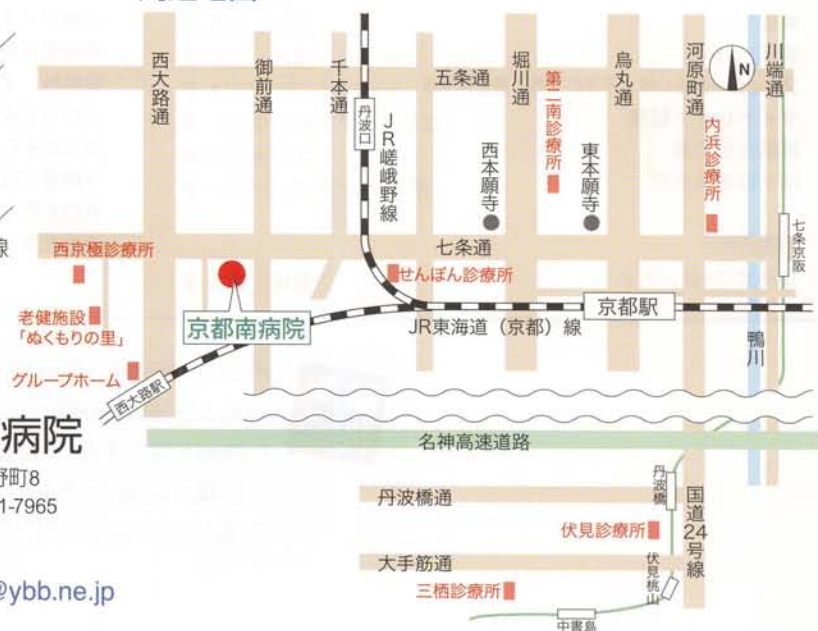 西大路通
御前通
千本通
五条通
堀川通
烏丸通
河原町通
N
川端通
丹波口
JR嵯峨野線
第二南診療所
内浜診療所
西本願寺
東本願寺
線
西京極診療所
七条通
七条京阪
せんぽん診療所
老健施設
「ぬくもりの里」
京都南病院
京都駅
JR東海道（京都）線
鴨川
グループホーム
西大路駅
病院
名神高速道路
野町8
1-7965
丹波橋通
丹波橋
国道24号線
伏見診療所
大手筋通
伏見桃山
三栖診療所
@ybb.ne.jp
中書島